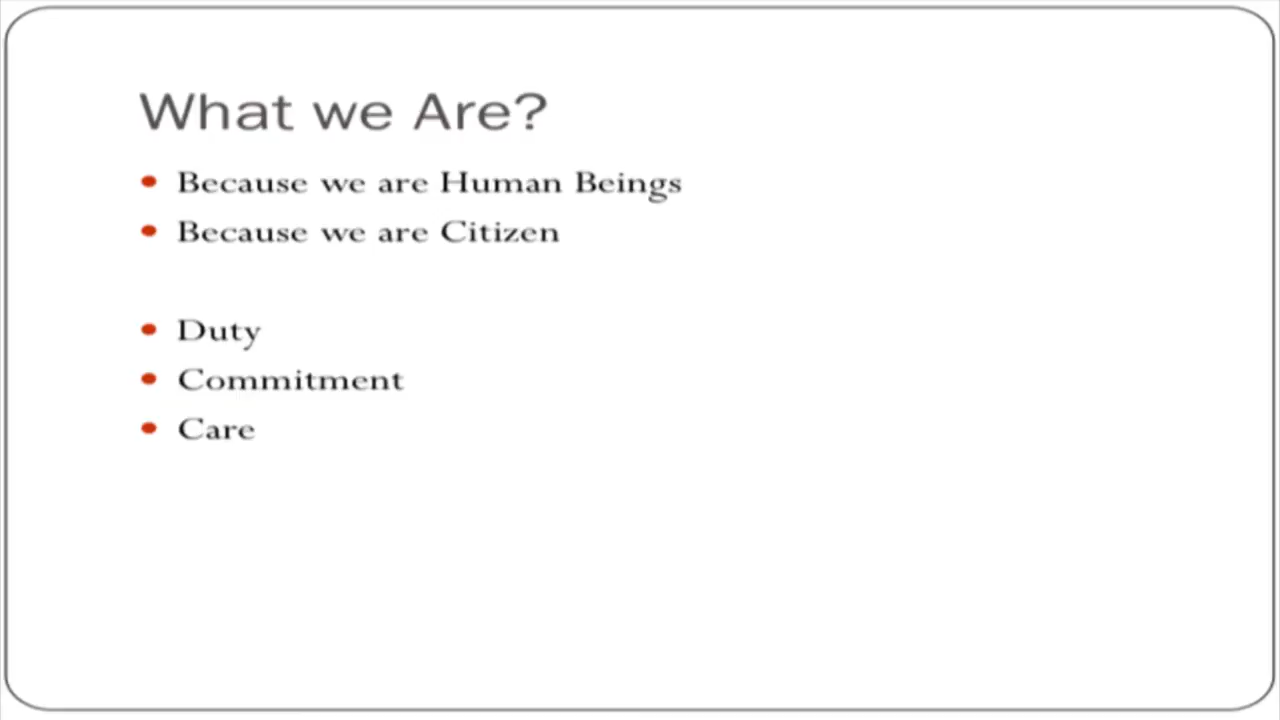 What we Are?
Because we are Human Beings
Because we are Citizen
Duty
Commitment
Care